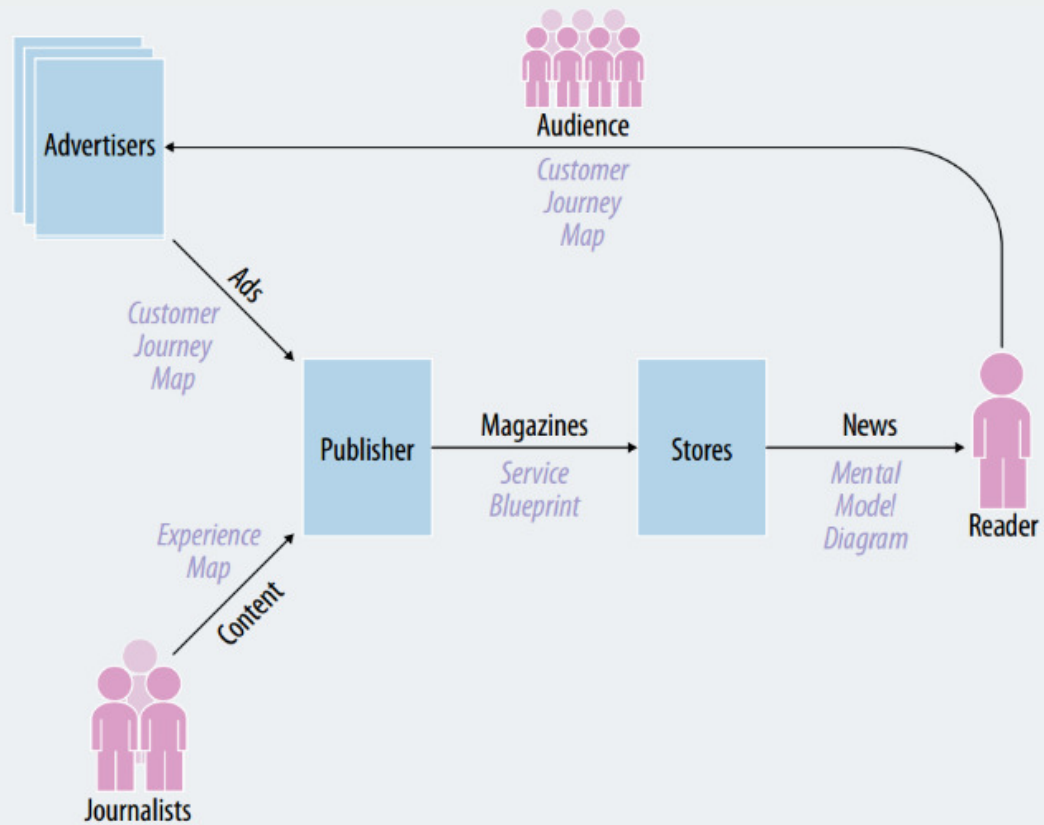 Audience
Advertisers
Customer
Journey
Map
Ads
Customer
Journey
Map
Publisher
Magazines
Service
Blueprint
Stores
News
Mental
Model
Diagram
Reader
Experience
Map
Content
Journalists